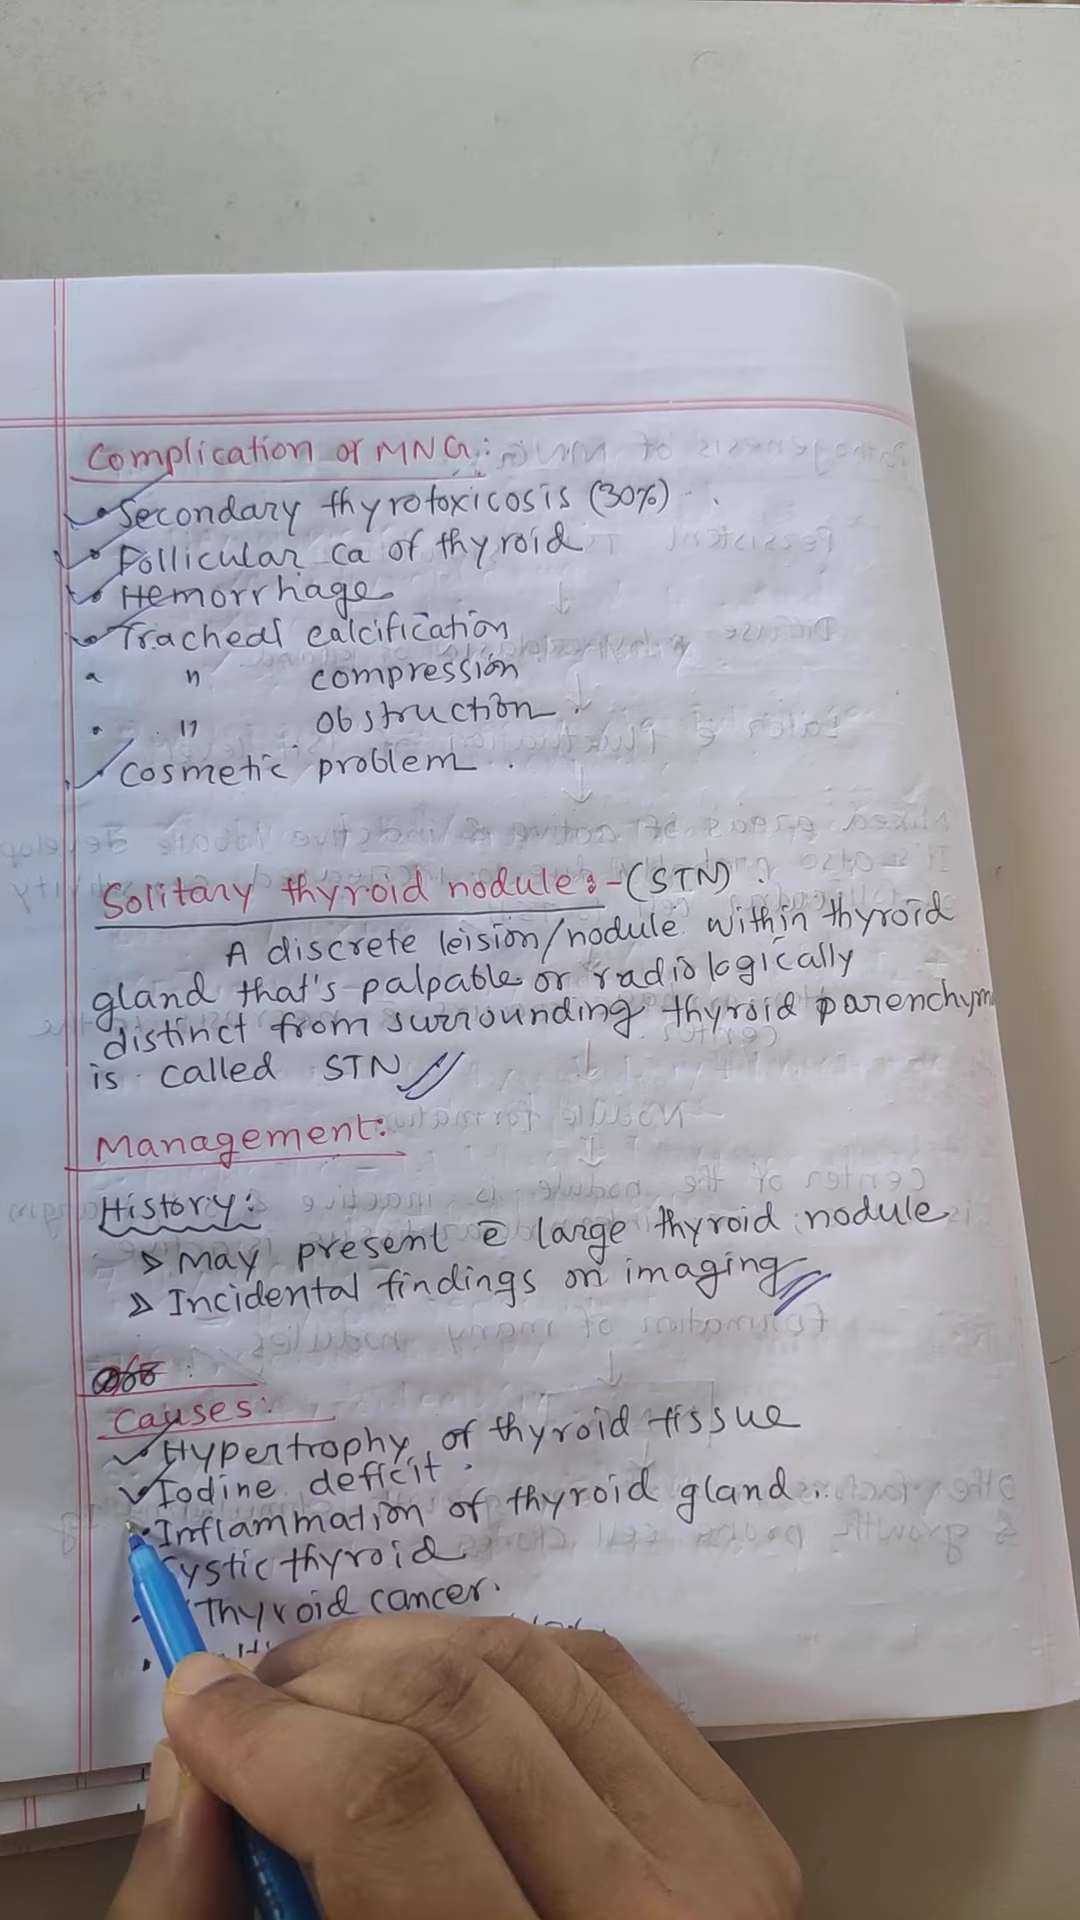 Complication of MNG:
• Secondary thyrotoxicosis (30%)
• Follicular ca of thyroid
• Hemorrhage
• Tracheal calcification
" compression
" obstruction.
• Cosmetic problem.
Solitary thyroid nodule:-(STN).
A discrete leision/nodule within thyroid
gland that's palpable or radiologically
distinct from surrounding thyroid parenchym
is called STN
Management:
History:
> May present c̄ large thyroid nodule
> Incidental findings on imaging
Causes:
• Hypertrophy of thyroid tissue
• Iodine deficit.
• Inflammation of thyroid gland.
Cystic thyroid
• Thyroid cancer.